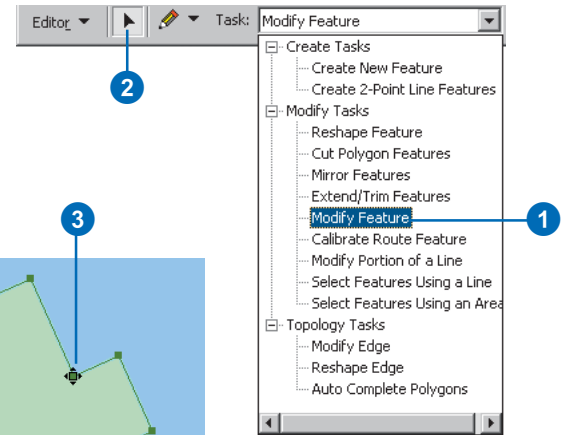 Editor Task: Modify Feature
2
Create Tasks
Create New Feature
Create 2-Point Line Features
Modify Tasks
Reshape Feature
Cut Polygon Features
Mirror Features
Extend/Trim Features
Modify Feature
1
Calibrate Route Feature
Modify Portion of a Line
Select Features Using a Line
Select Features Using an Area
Topology Tasks
Modify Edge
Reshape Edge
Auto Complete Polygons
3